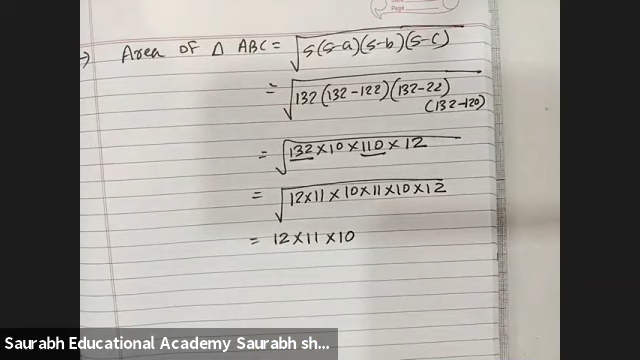 Page
Area OF Δ ABC = √s(s-a)(s-b)(s-c)
= √132(132-122)(132-22)
(132-120)
= √132×10×110×12
= √12×11×10×11×10×12
= 12×11×10
Saurabh Educational Academy Saurabh sh...